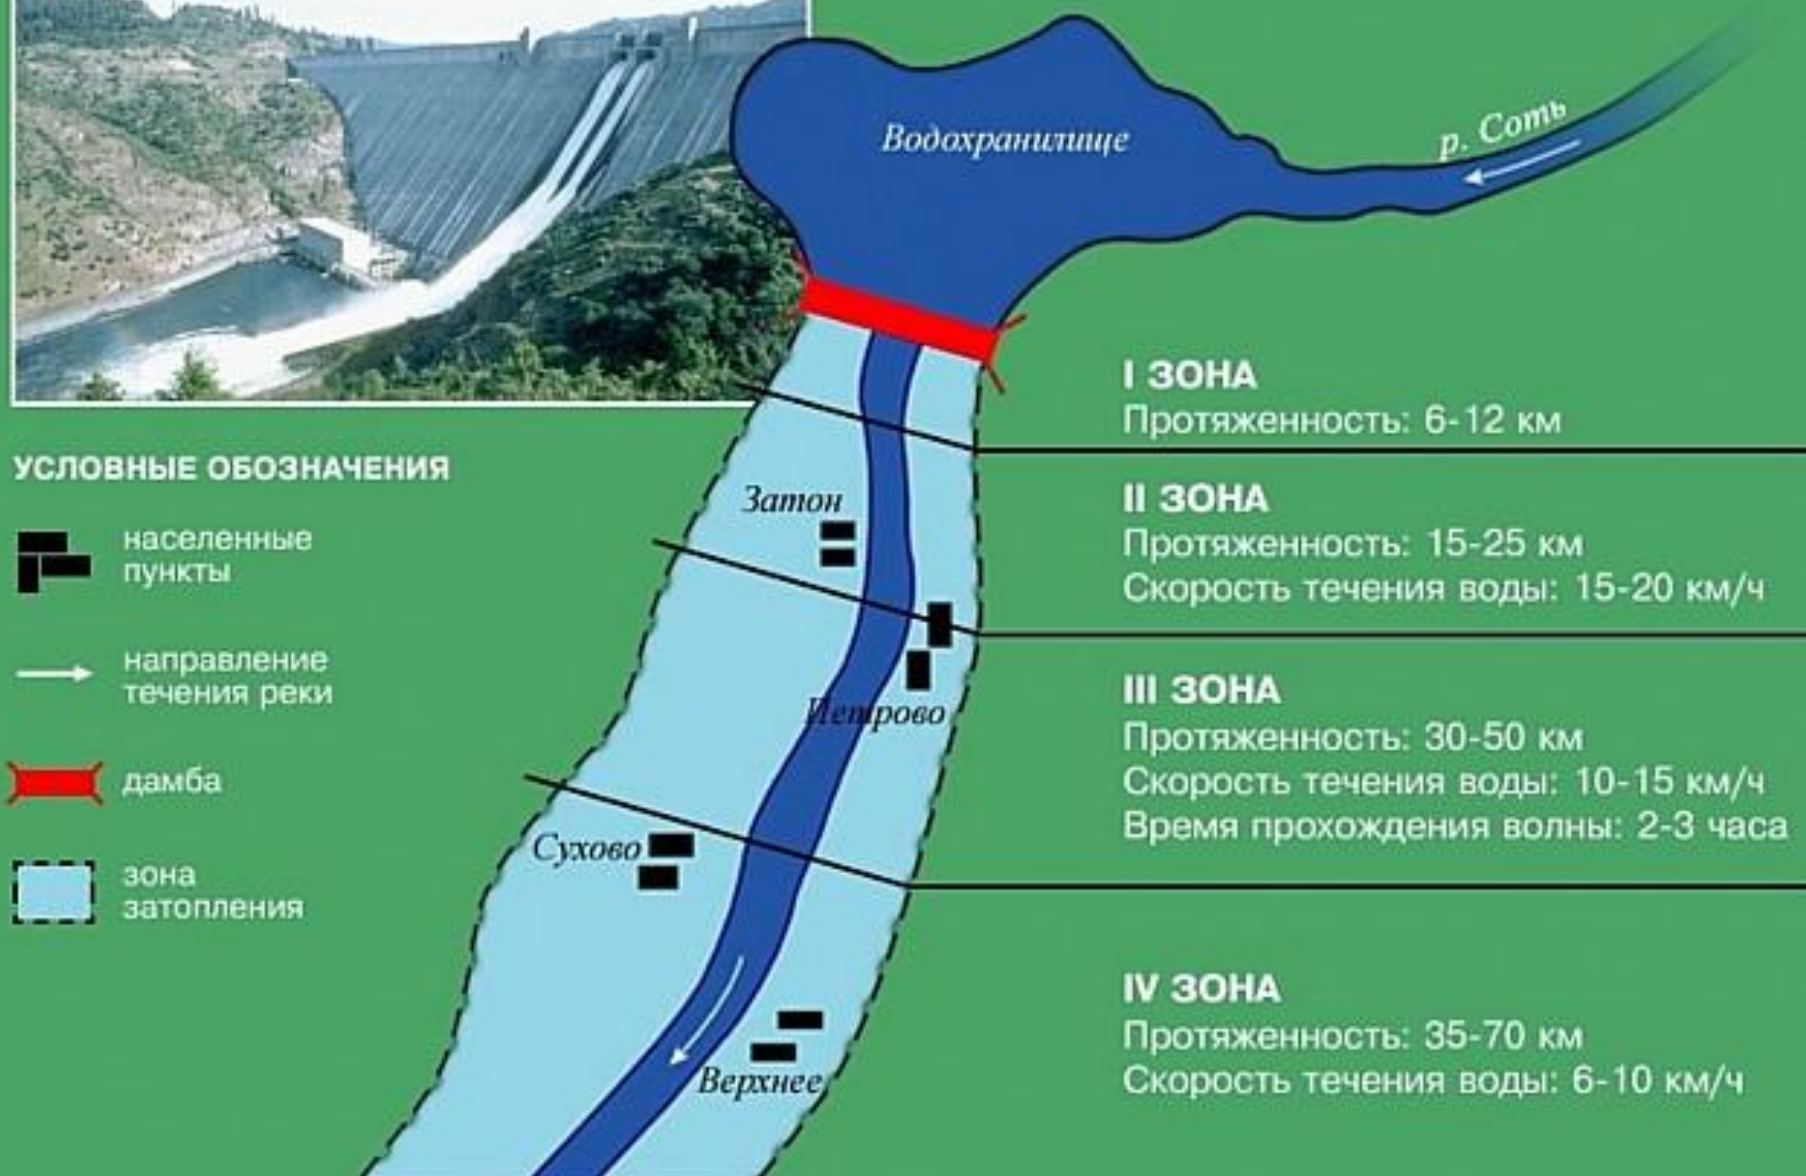 Водохранилище
р. Соть
I ЗОНА
Протяженность: 6-12 км
УСЛОВНЫЕ ОБОЗНАЧЕНИЯ
населенные
пункты
направление
течения реки
дамба
зона
затопления
Затон
Петрово
Сухово
Верхнее
II ЗОНА
Протяженность: 15-25 км
Скорость течения воды: 15-20 км/ч
III ЗОНА
Протяженность: 30-50 км
Скорость течения воды: 10-15 км/ч
Время прохождения волны: 2-3 часа
IV ЗОНА
Протяженность: 35-70 км
Скорость течения воды: 6-10 км/ч